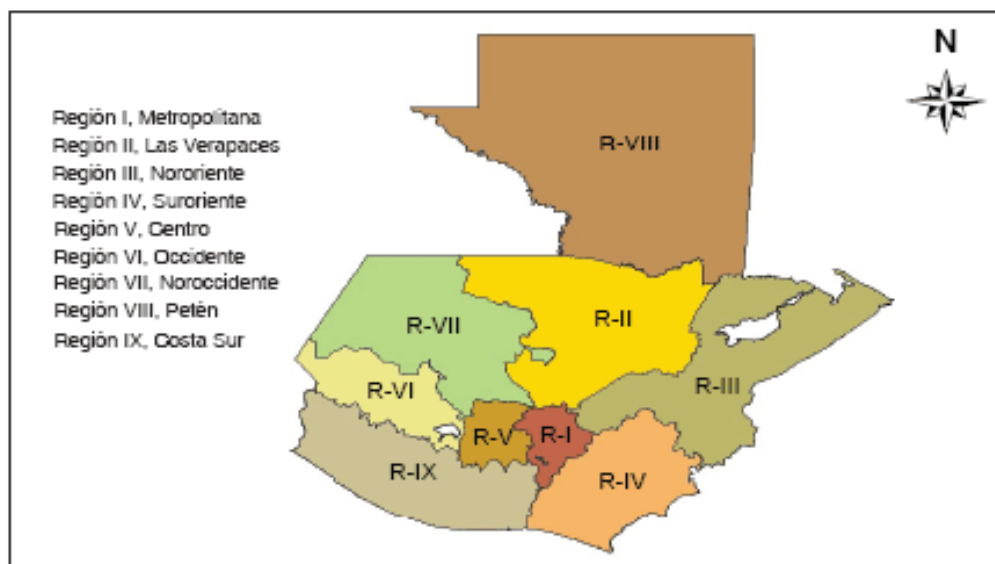 N
Región I, Metropolitana
Región II, Las Verapaces
Región III, Nororiente
Región IV, Suroriente
Región V, Centro
Región VI, Occidente
Región VII, Noroccidente
Región VIII, Petén
Región IX, Costa Sur
R-VIII
R-VII
R-II
R-VI
R-III
R-V
R-I
R-IX
R-IV